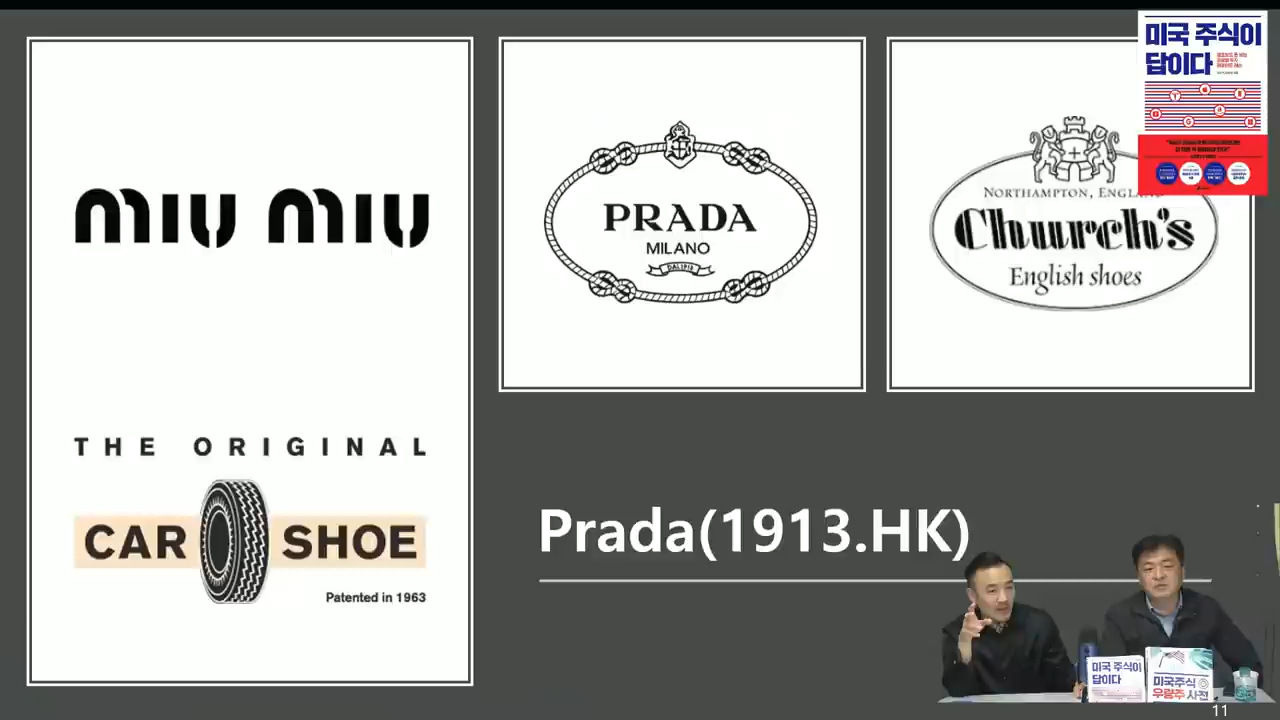 miu miu
THE ORIGINAL
CAR SHOE
Patented in 1963
PRADA
MILANO
DAL 1913
NORTHAMPTON, ENGLAND
Church's
English shoes
미국 주식이
답이다
Prada(1913.HK)
미국 주식이
답이다
미국주식
우량주 사전
11